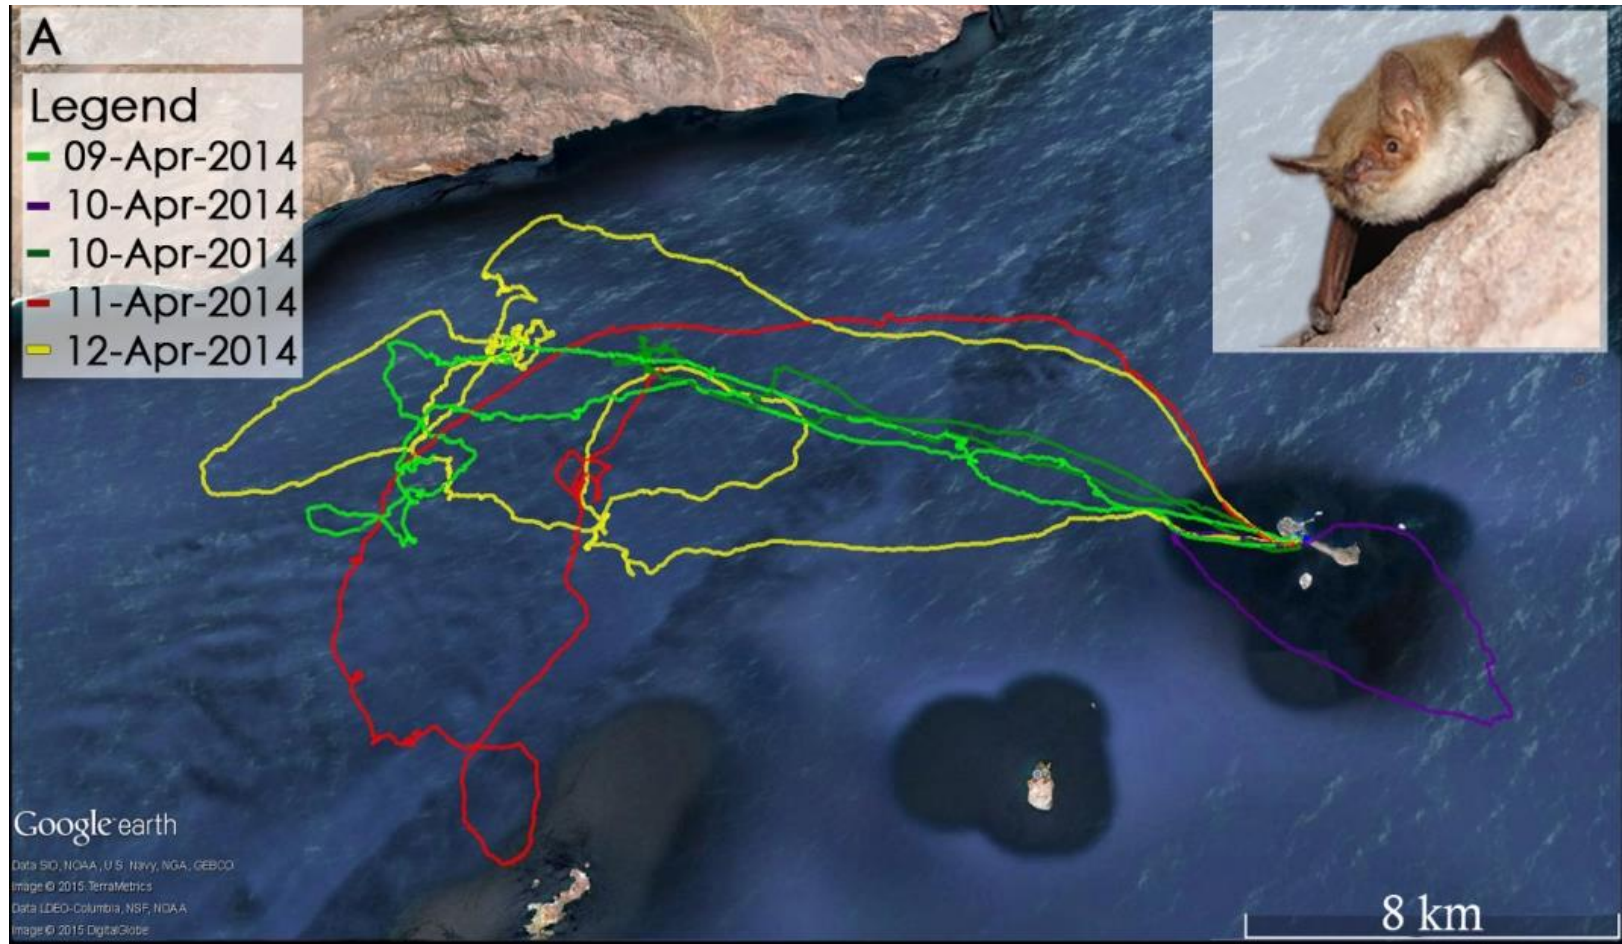 A
Legend
09-Apr-2014
10-Apr-2014
10-Apr-2014
11-Apr-2014
12-Apr-2014
Google earth
Data SIO, NOAA, U.S. Navy, NGA, GEBCO
Image © 2015 TerraMetrics
Data LDEO-Columbia, NSF, NOAA
Image © 2015 DigitalGlobe
8 km